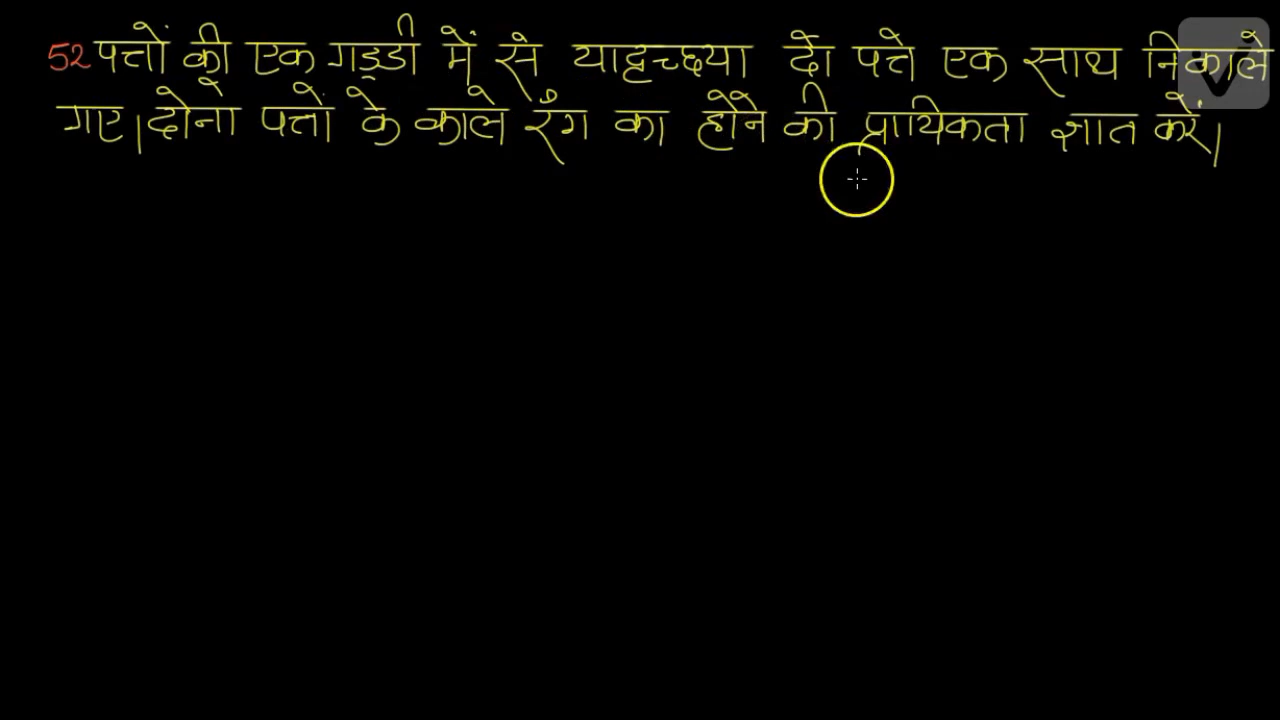 52 पत्तों की एक गड्डी में से यादृच्छया दो पत्ते एक साथ निकाले
गए। दोनों पत्तों के काले रंग का होने की प्रायिकता ज्ञात करें।